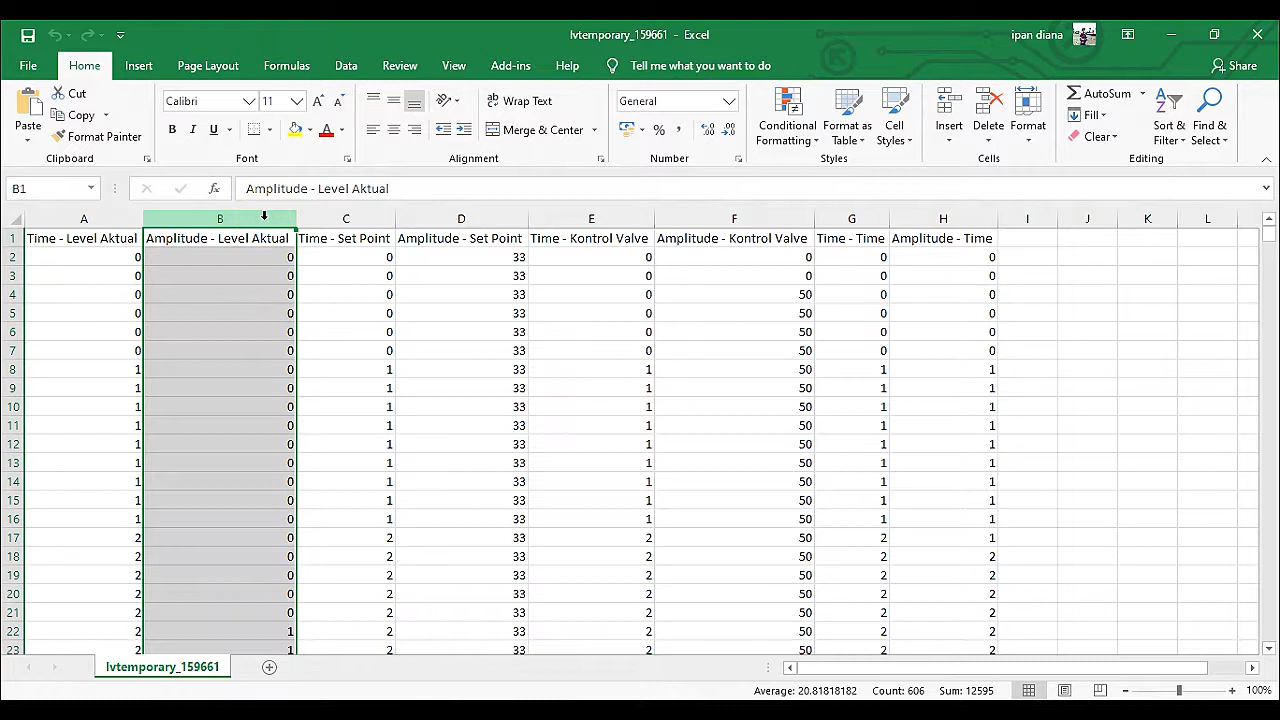 lvtemporary_159661 - Excel
ipan diana
File Home Insert Page Layout Formulas Data Review View Add-ins Help Tell me what you want to do Share
Paste
Cut
Copy
Format Painter
Clipboard
Calibri 11
B I U
Font
Wrap Text
Merge & Center
Alignment
General
Number
Conditional Formatting
Format as Table
Cell Styles
Styles
Insert
Delete
Format
Cells
AutoSum
Fill
Clear
Sort & Filter
Find & Select
Editing
B1 fx Amplitude - Level Aktual
A B C D E F G H I J K L
1 Time - Level Aktual Amplitude - Level Aktual Time - Set Point Amplitude - Set Point Time - Kontrol Valve Amplitude - Kontrol Valve Time - Time Amplitude - Time
2 0 0 0 33 0 0 0 0
3 0 0 0 33 0 0 0 0
4 0 0 0 33 0 50 0 0
5 0 0 0 33 0 50 0 0
6 0 0 0 33 0 50 0 0
7 0 0 0 33 0 50 0 0
8 1 0 1 33 1 50 1 1
9 1 0 1 33 1 50 1 1
10 1 0 1 33 1 50 1 1
11 1 0 1 33 1 50 1 1
12 1 0 1 33 1 50 1 1
13 1 0 1 33 1 50 1 1
14 1 0 1 33 1 50 1 1
15 1 0 1 33 1 50 1 1
16 1 0 1 33 1 50 1 1
17 2 0 2 33 2 50 2 1
18 2 0 2 33 2 50 2 2
19 2 0 2 33 2 50 2 2
20 2 0 2 33 2 50 2 2
21 2 0 2 33 2 50 2 2
22 2 1 2 33 2 50 2 2
23 2 1 2 33 2 50 2 2
lvtemporary_159661
Average: 20.81818182 Count: 606 Sum: 12595 100%